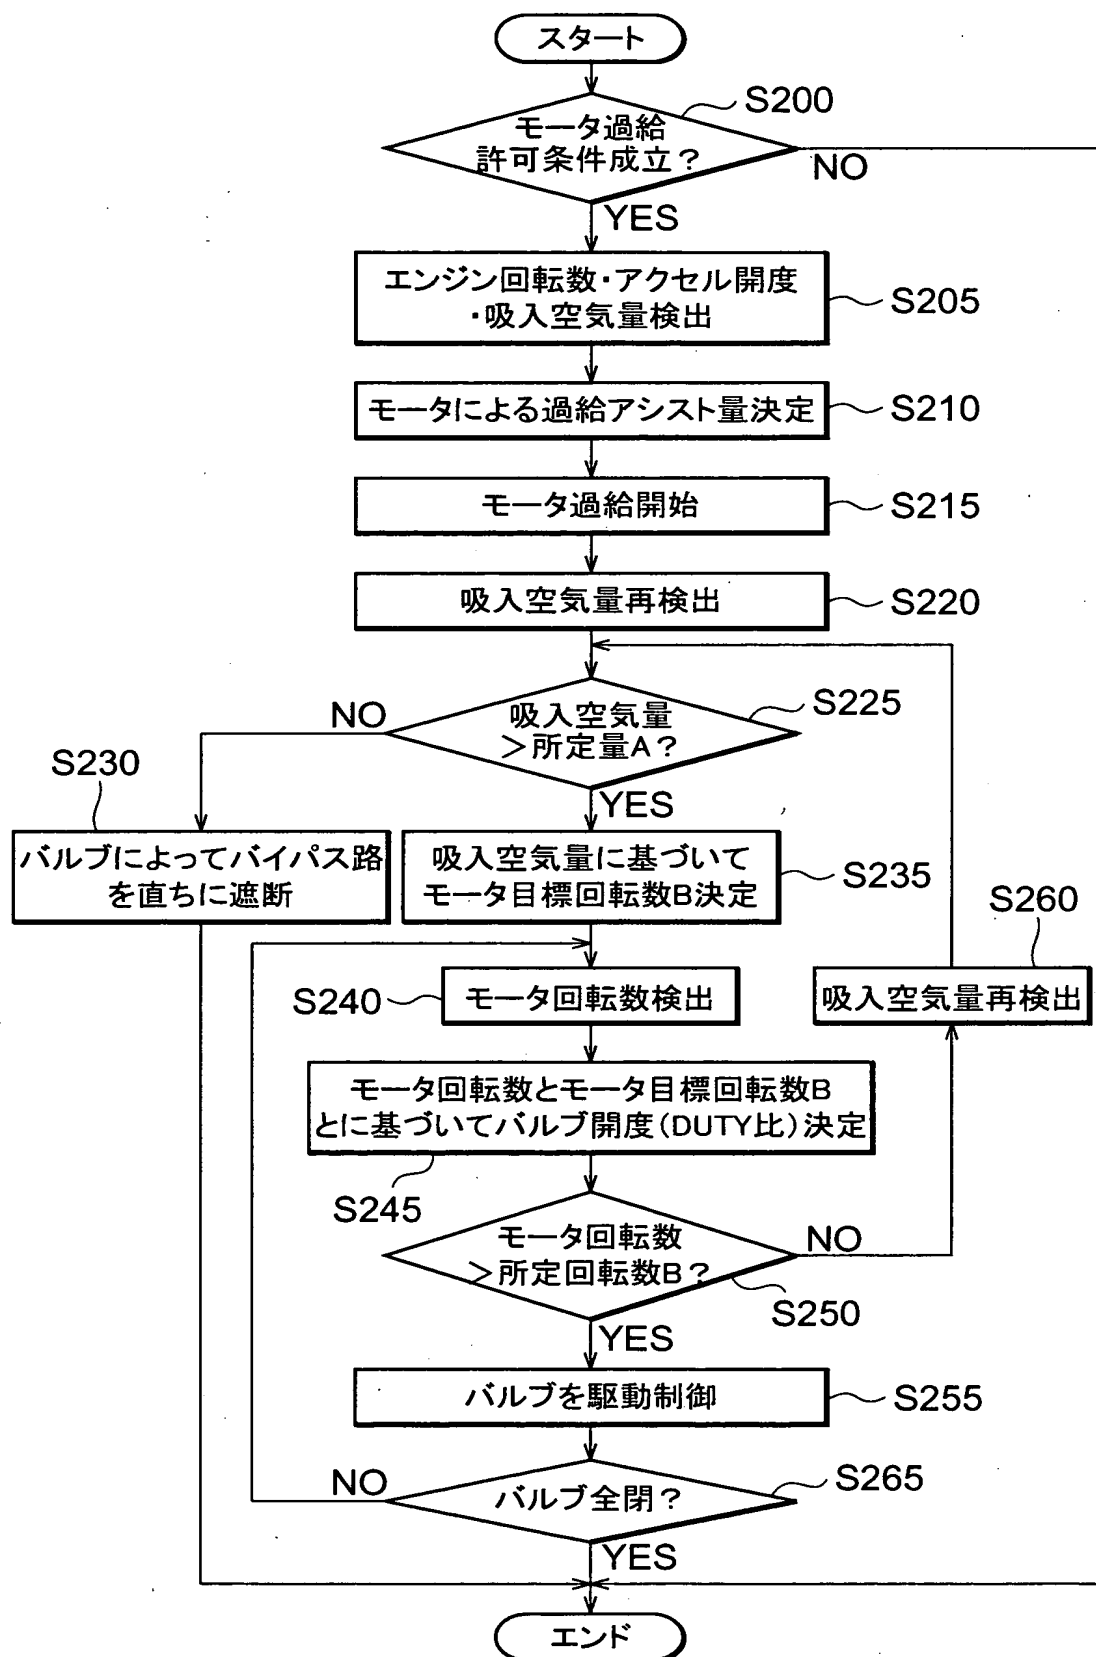 スタート
S200
モータ過給
許可条件成立？
NO
YES
エンジン回転数・アクセル開度
・吸入空気量検出
S205
モータによる過給アシスト量決定
S210
モータ過給開始
S215
吸入空気量再検出
S220
吸入空気量
＞所定量A？
S225
NO
YES
S230
バルブによってバイパス路
を直ちに遮断
吸入空気量に基づいて
モータ目標回転数B決定
S235
S260
吸入空気量再検出
S240
モータ回転数検出
モータ回転数とモータ目標回転数B
とに基づいてバルブ開度（DUTY比）決定
S245
モータ回転数
＞所定回転数B？
NO
S250
YES
バルブを駆動制御
S255
NO
バルブ全閉？
S265
YES
エンド